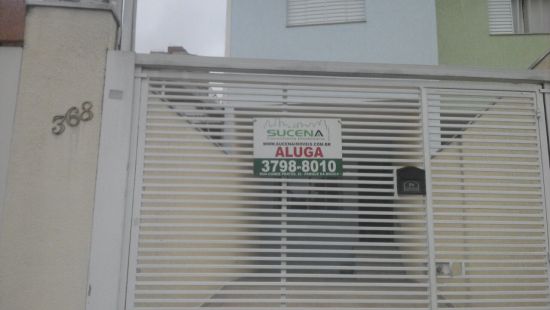 368
SUCENA
WWW.SUCENAIMOVEIS.COM.BR
ALUGA
3798-8010